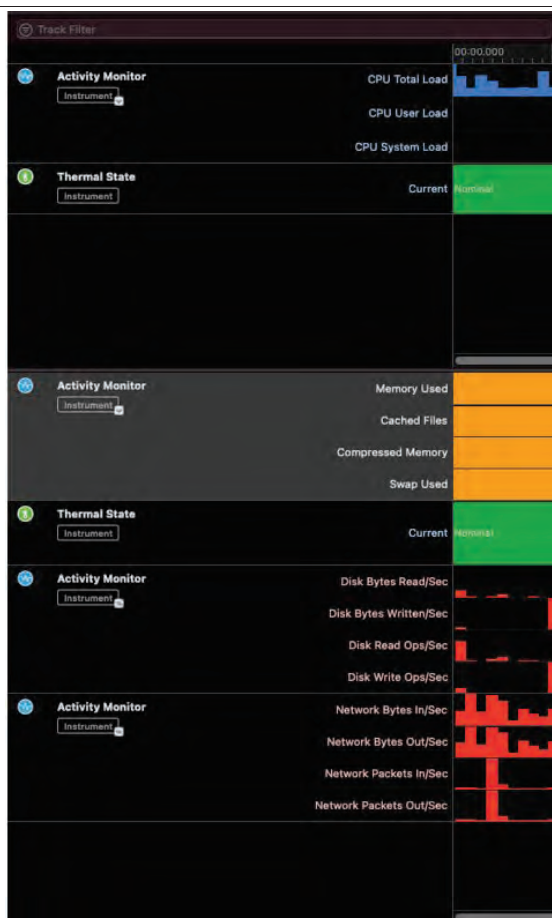 Track Filter
00:00.000
Activity Monitor
Instrument
CPU Total Load
CPU User Load
CPU System Load
Thermal State
Instrument
Current
Nominal
Activity Monitor
Instrument
Memory Used
Cached Files
Compressed Memory
Swap Used
Thermal State
Instrument
Current
Nominal
Activity Monitor
Instrument
Disk Bytes Read/Sec
Disk Bytes Written/Sec
Disk Read Ops/Sec
Disk Write Ops/Sec
Activity Monitor
Instrument
Network Bytes In/Sec
Network Bytes Out/Sec
Network Packets In/Sec
Network Packets Out/Sec